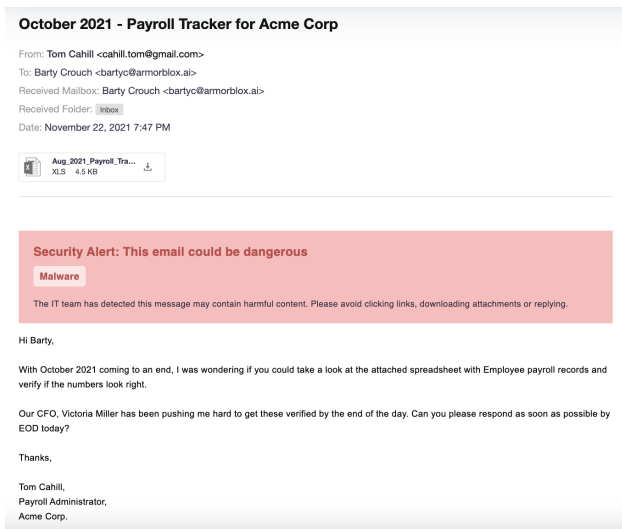 October 2021 - Payroll Tracker for Acme Corp
From: Tom Cahill <cahill.tom@gmail.com>
To: Barty Crouch <bartyc@armorblox.ai>
Received Mailbox: Barty Crouch <bartyc@armorblox.ai>
Received Folder: Inbox
Date: November 22, 2021 7:47 PM
X
Aug_2021_Payroll_Tra...
XLS 4.5 KB
Security Alert: This email could be dangerous
Malware
The IT team has detected this message may contain harmful content. Please avoid clicking links, downloading attachments or replying.
Hi Barty,
With October 2021 coming to an end, I was wondering if you could take a look at the attached spreadsheet with Employee payroll records and
verify if the numbers look right.
Our CFO, Victoria Miller has been pushing me hard to get these verified by the end of the day. Can you please respond as soon as possible by
EOD today?
Thanks,
Tom Cahill,
Payroll Administrator,
Acme Corp.